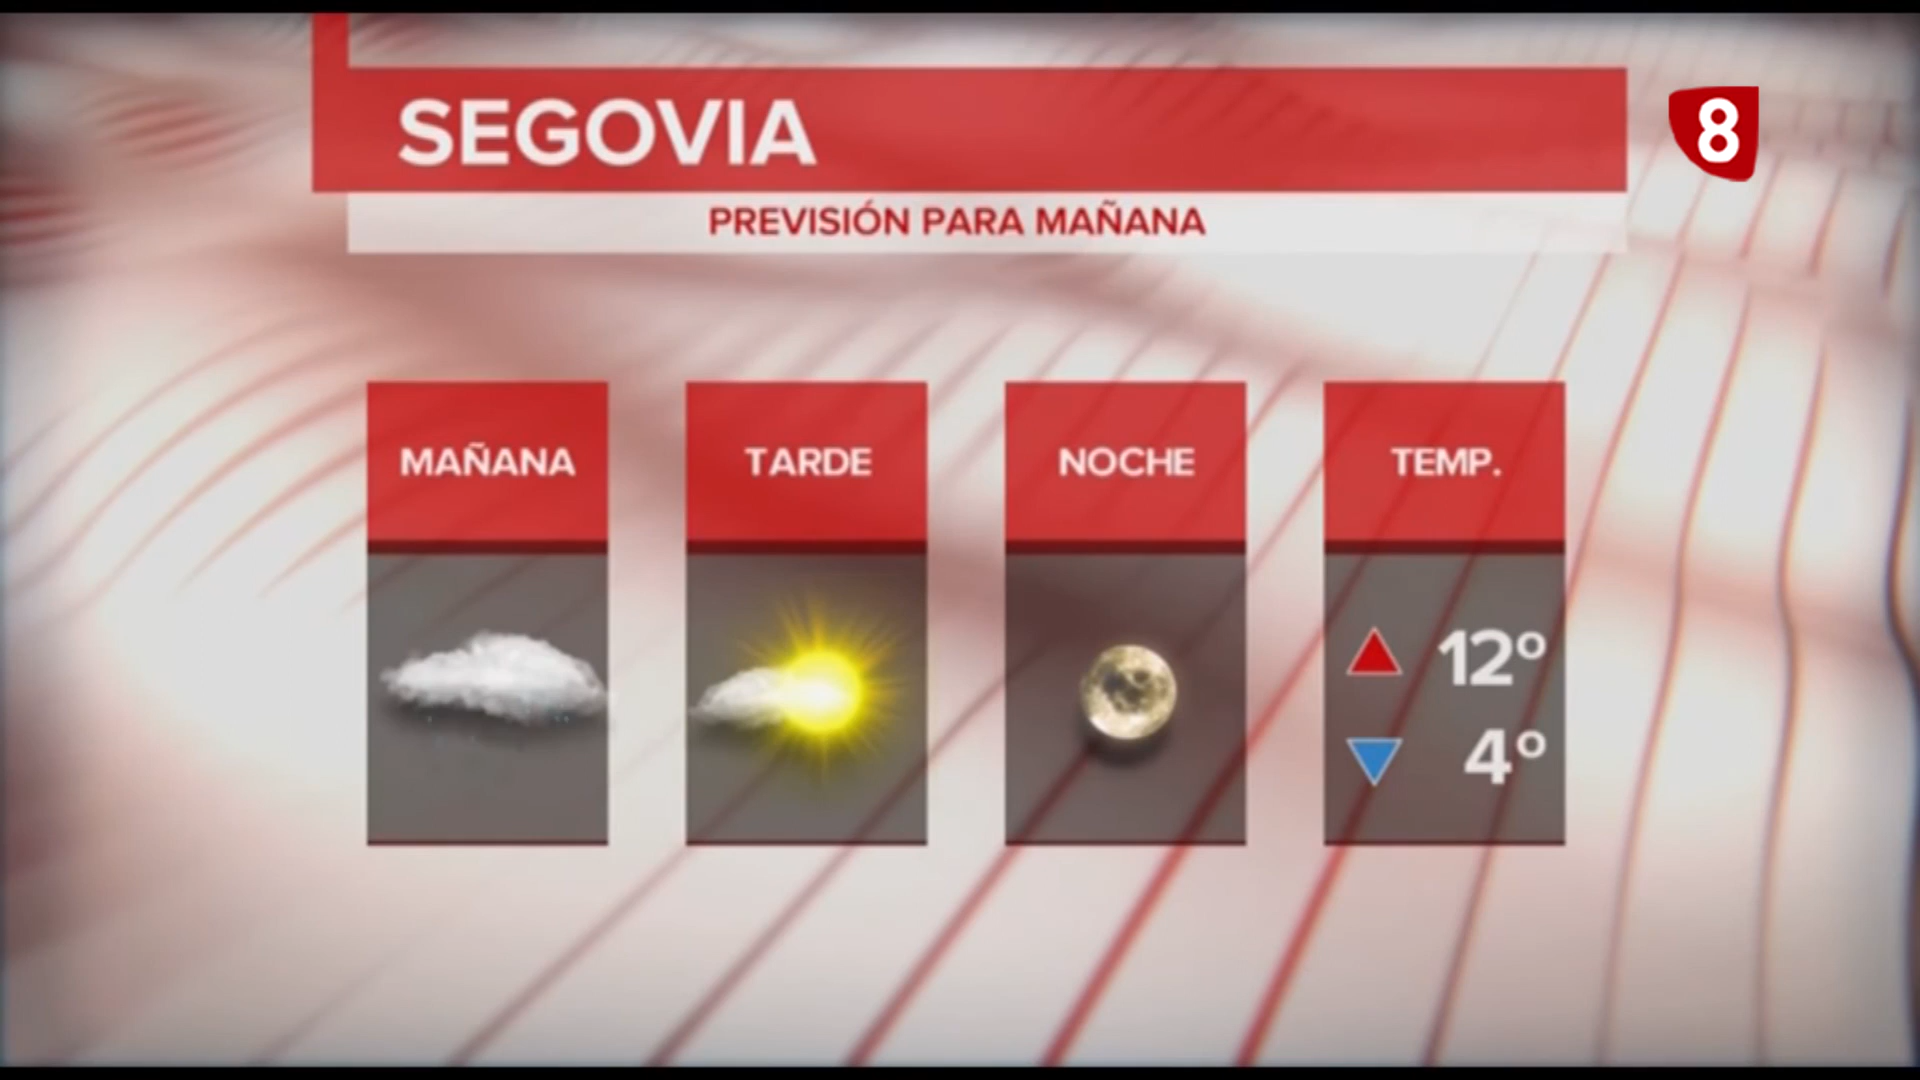 SEGOVIA
8
PREVISIÓN PARA MAÑANA
MAÑANA
TARDE
NOCHE
TEMP.
12º
4º